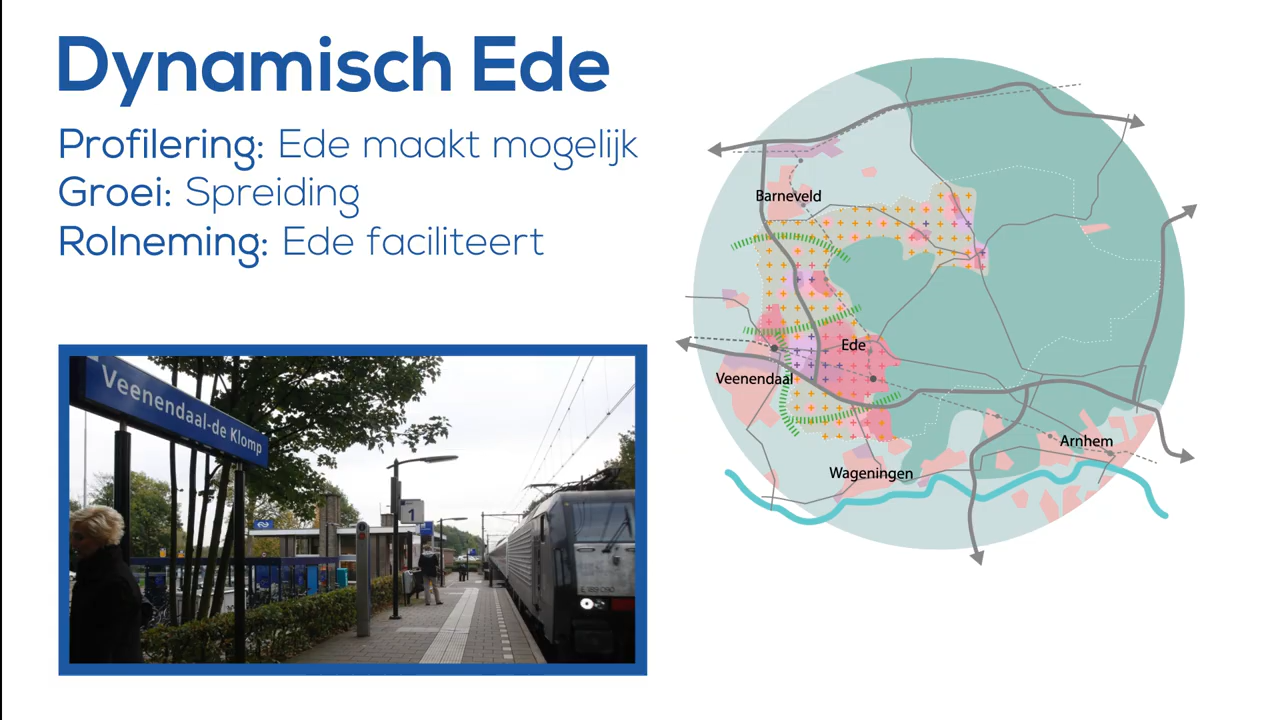 Dynamisch Ede
Profilering: Ede maakt mogelijk
Groei: Spreiding
Rolneming: Ede faciliteert
Barneveld
Ede
Veenendaal
Arnhem
Wageningen
Veenendaal-de Klomp
1